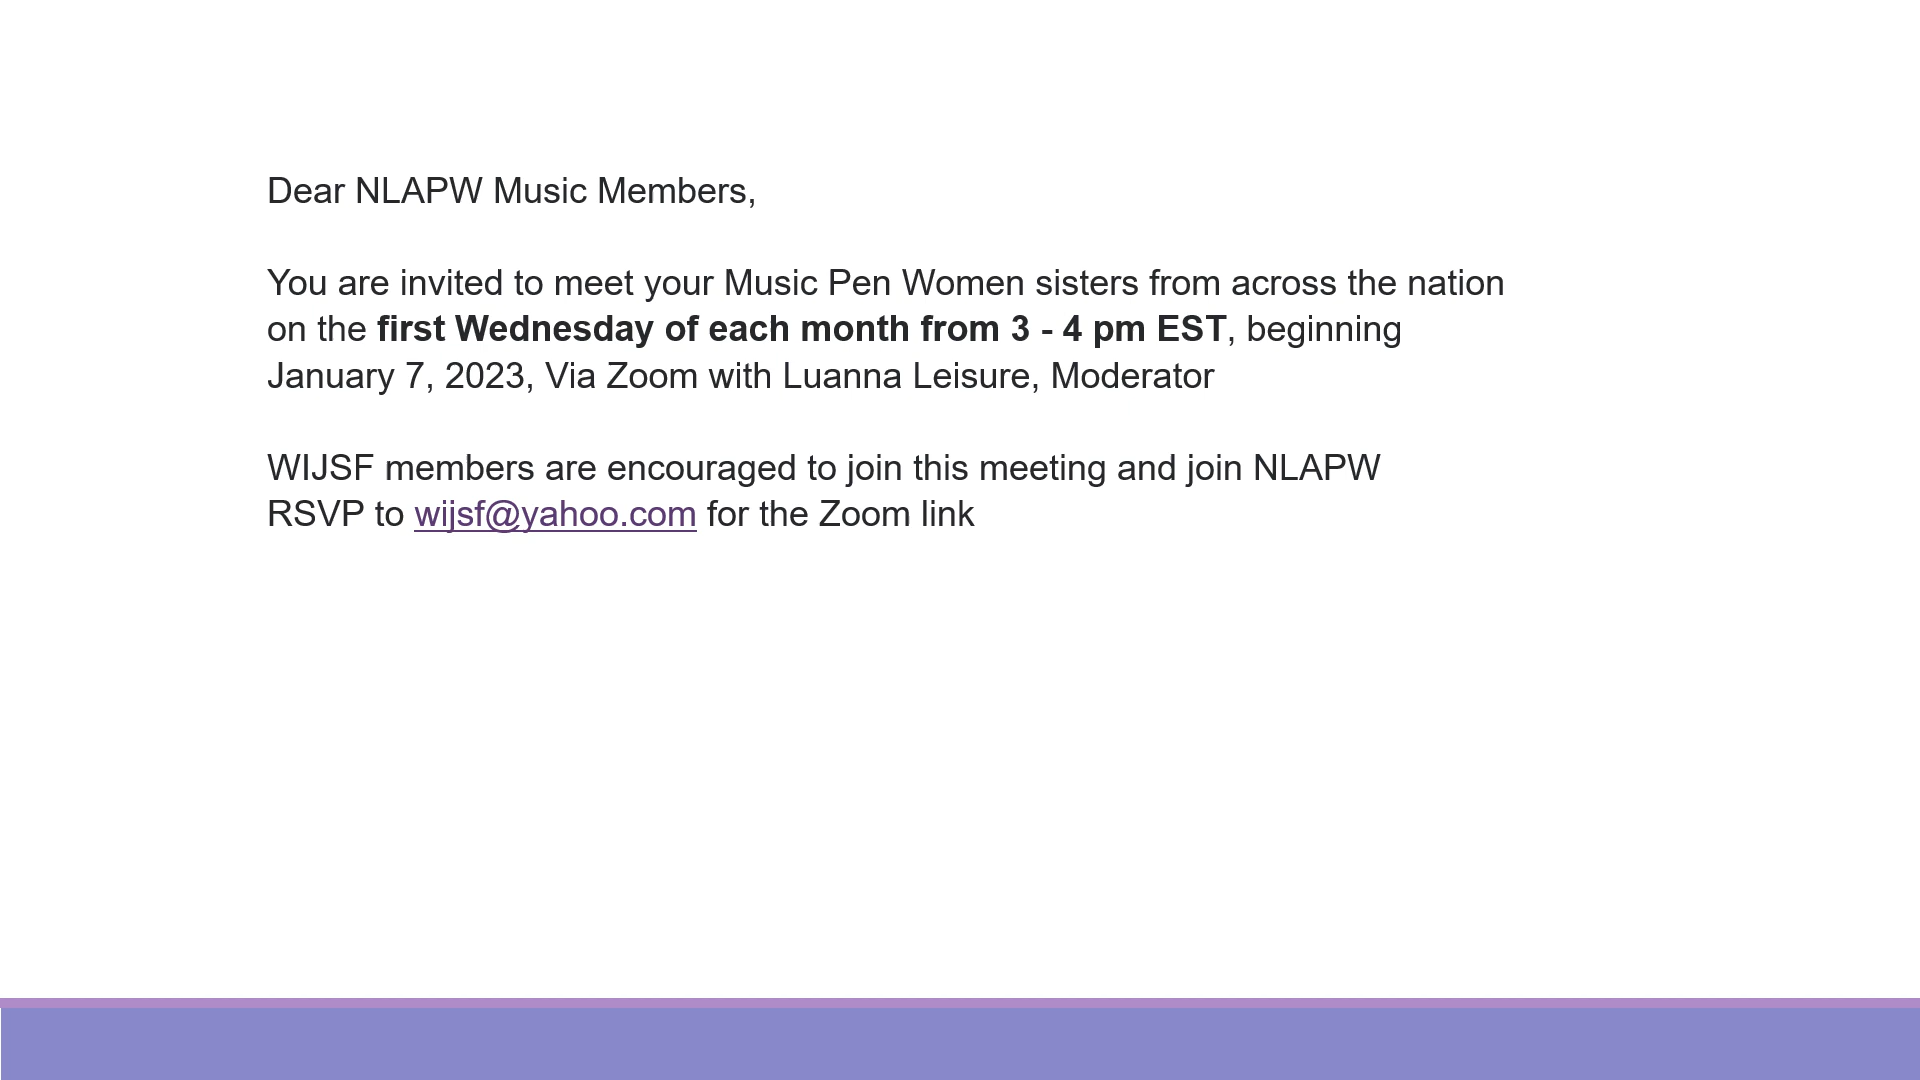 Dear NLAPW Music Members,
You are invited to meet your Music Pen Women sisters from across the nation
on the first Wednesday of each month from 3 - 4 pm EST, beginning
January 7, 2023, Via Zoom with Luanna Leisure, Moderator
WIJSF members are encouraged to join this meeting and join NLAPW
RSVP to wijsf@yahoo.com for the Zoom link